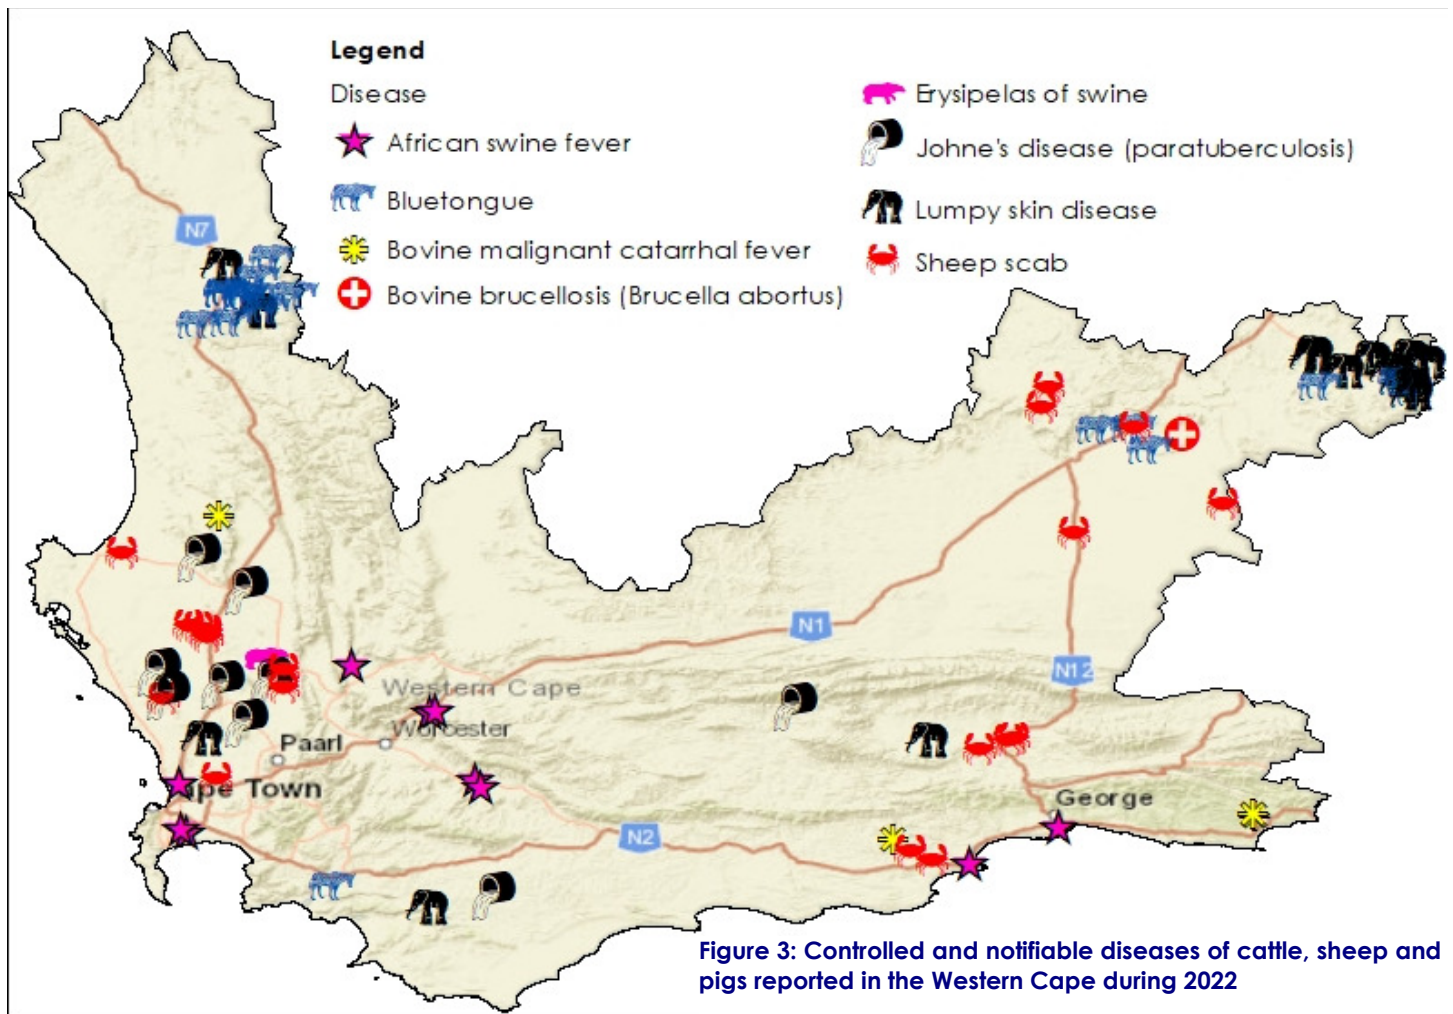 Legend
Disease
African swine fever
Bluetongue
Bovine malignant catarrhal fever
Bovine brucellosis (Brucella abortus)
Erysipelas of swine
Johne's disease (paratuberculosis)
Lumpy skin disease
Sheep scab
N7
N1
N12
Western Cape
Worcester
Paarl
ape Town
George
N2
Figure 3: Controlled and notifiable diseases of cattle, sheep and
pigs reported in the Western Cape during 2022